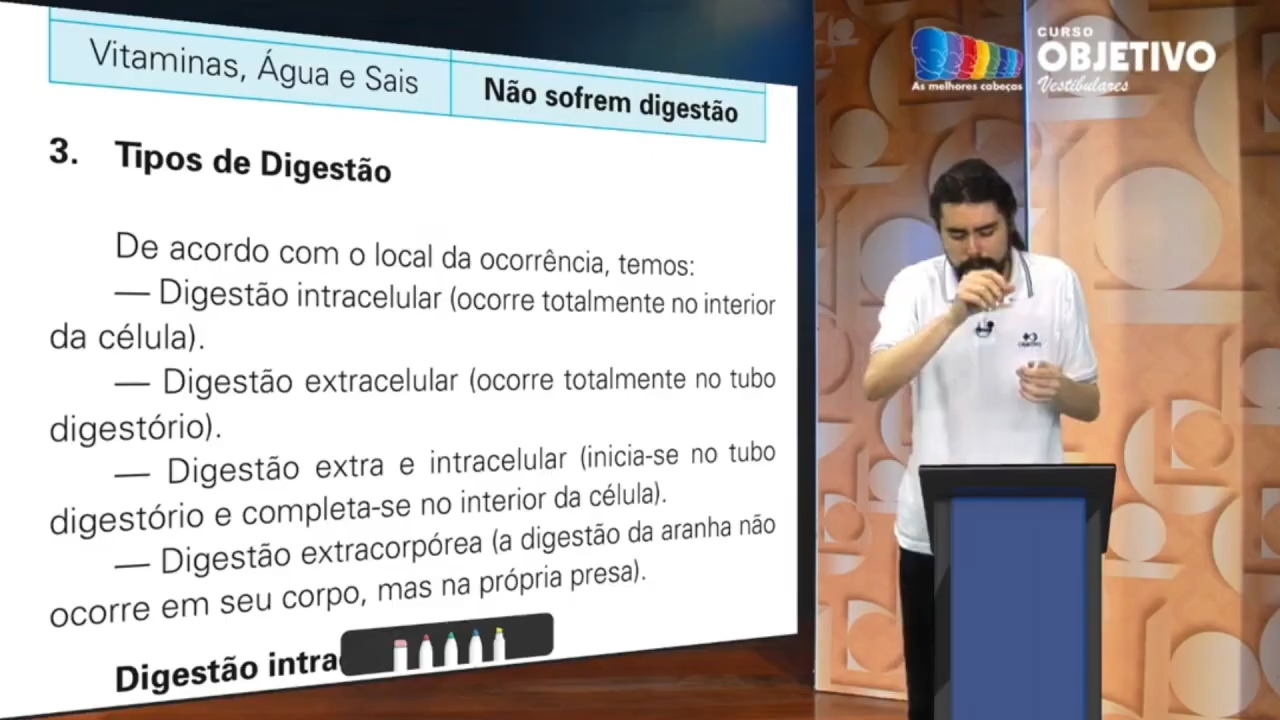 Vitaminas, Água e Sais
Não sofrem digestão
3. Tipos de Digestão
De acordo com o local da ocorrência, temos:
— Digestão intracelular (ocorre totalmente no interior
da célula).
— Digestão extracelular (ocorre totalmente no tubo
digestório).
— Digestão extra e intracelular (inicia-se no tubo
digestório e completa-se no interior da célula).
— Digestão extracorpórea (a digestão da aranha não
ocorre em seu corpo, mas na própria presa).
Digestão intra
CURSO
OBJETIVO
Vestibulares
As melhores cabeças